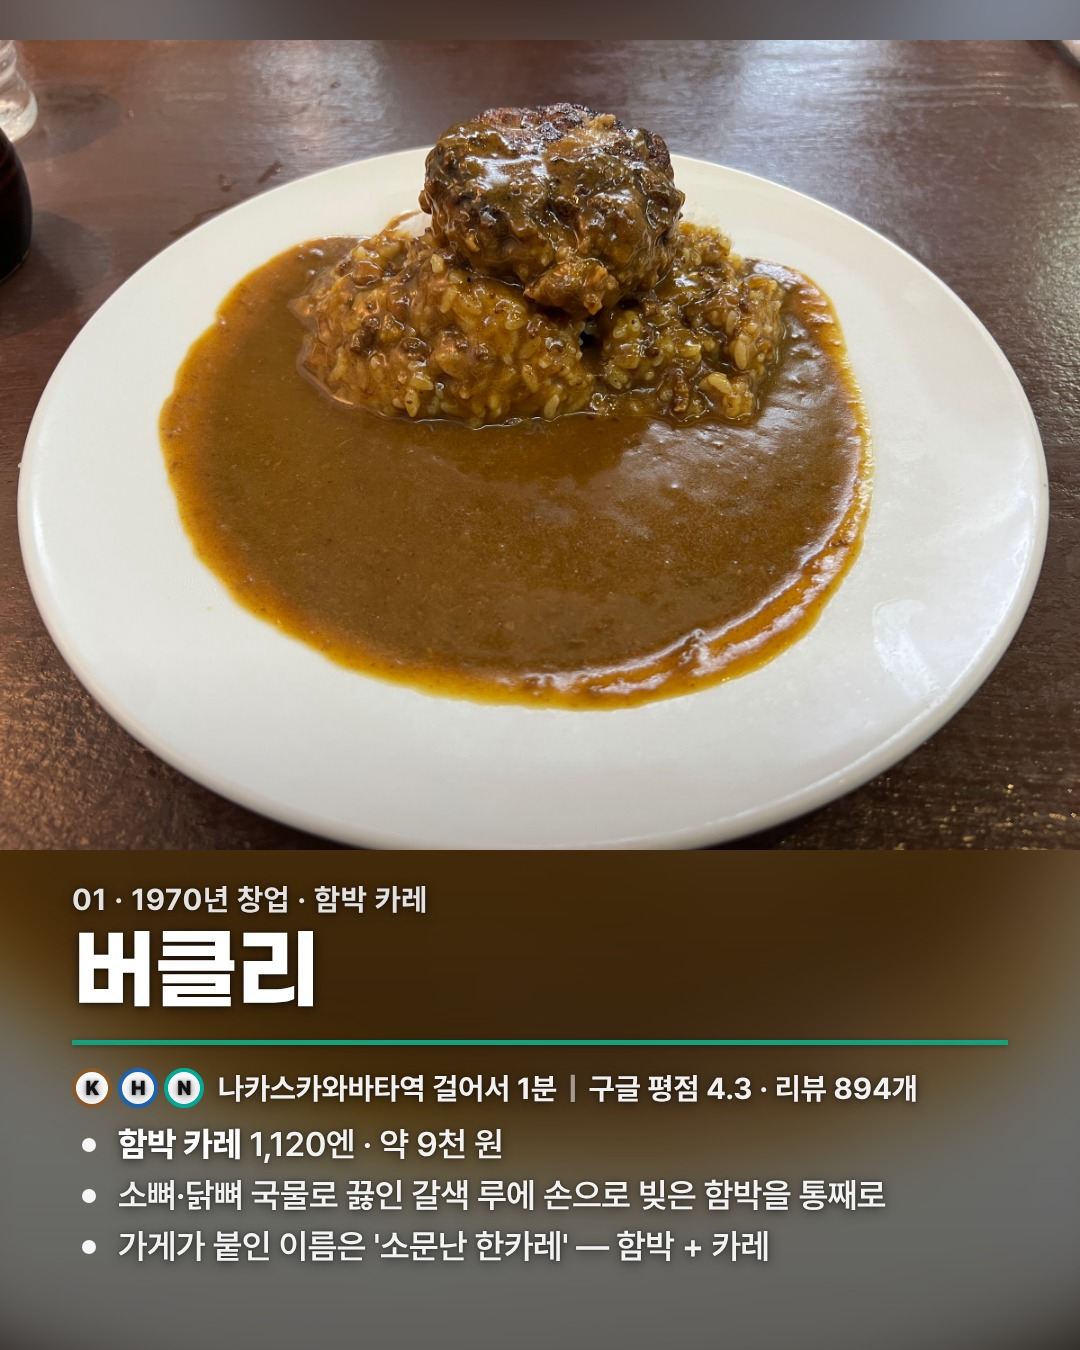 01 · 1970년 창업 · 함박 카레
버클리
K H N 나카스카와바타역 걸어서 1분 | 구글 평점 4.3 · 리뷰 894개
• 함박 카레 1,120엔 · 약 9천 원
• 소뼈·닭뼈 국물로 끓인 갈색 루에 손으로 빚은 함박을 통째로
• 가게가 붙인 이름은 '소문난 한카레' — 함박 + 카레